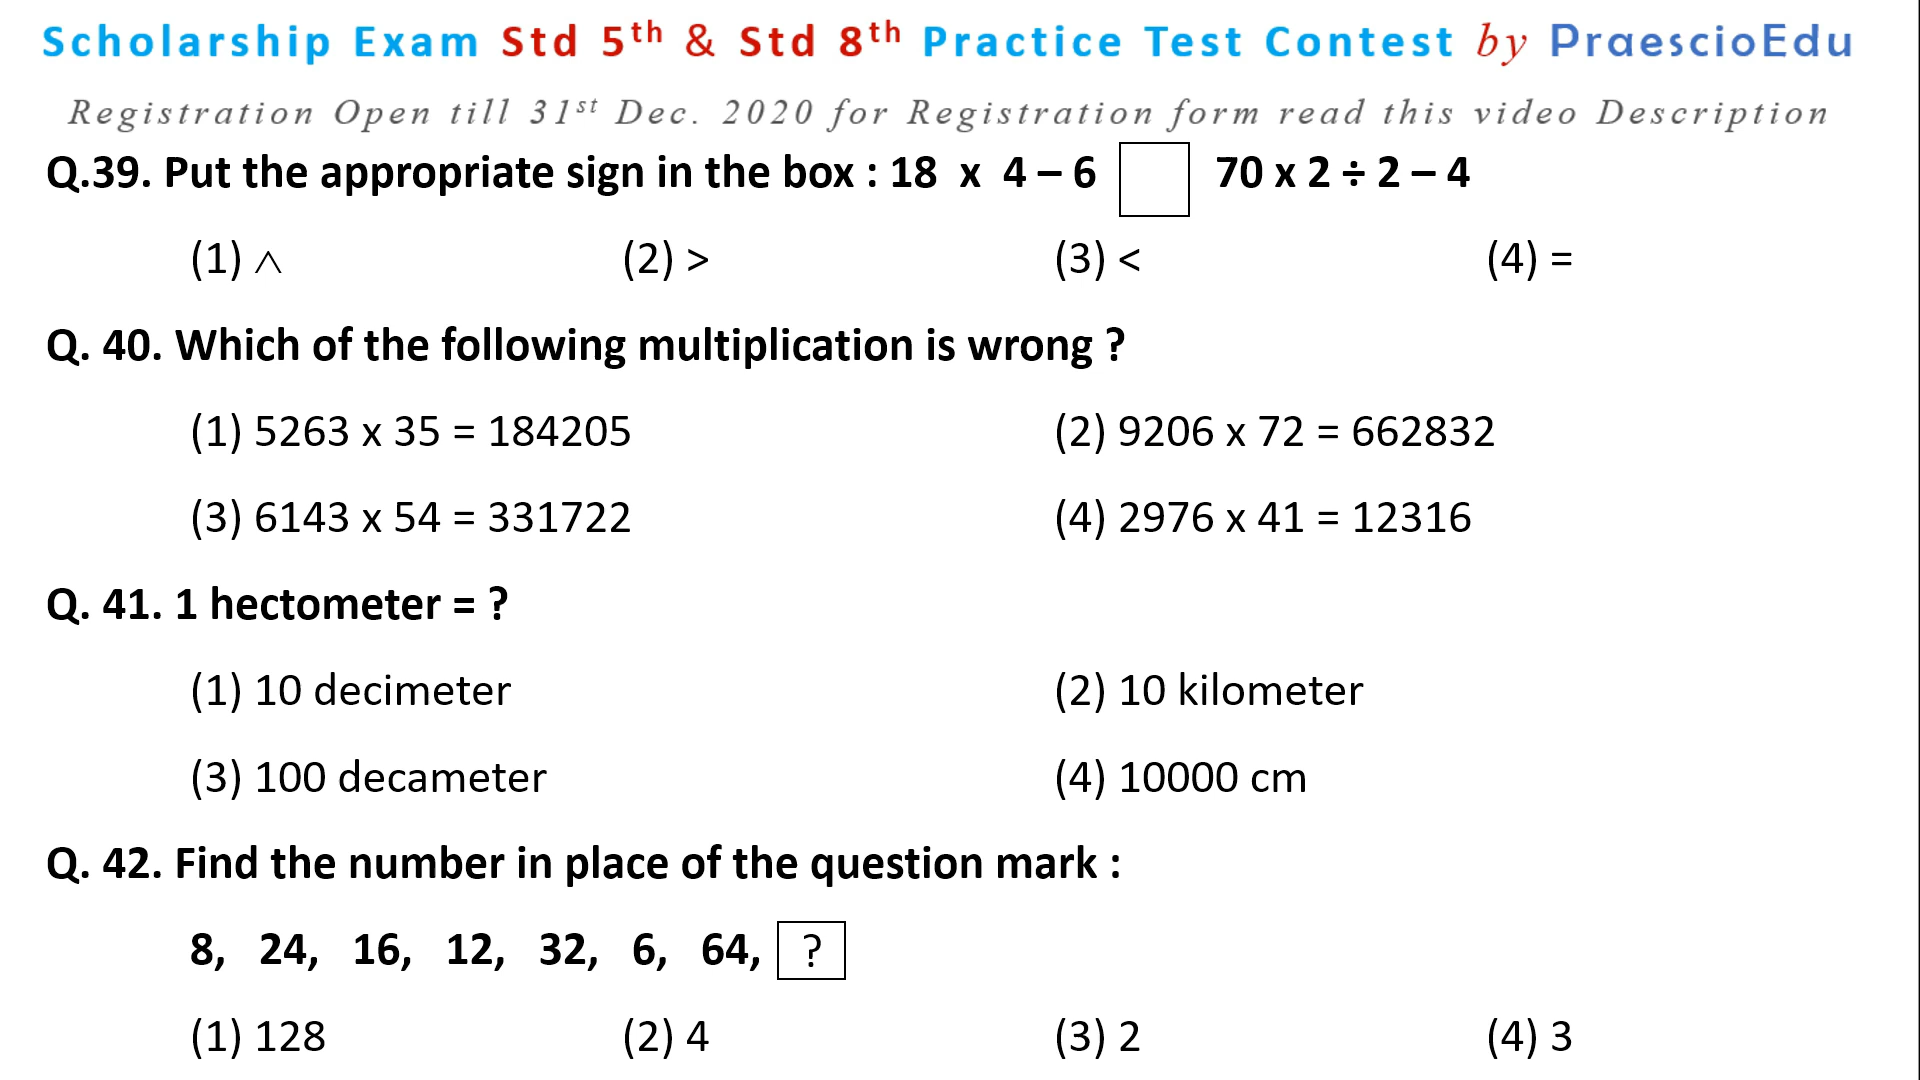 Scholarship Exam Std 5th & Std 8th Practice Test Contest by PraescioEdu
Registration Open till 31st Dec. 2020 for Registration form read this video Description
Q.39. Put the appropriate sign in the box : 18 x 4 – 6 70 x 2 ÷ 2 – 4
(1) ∧ (2) > (3) < (4) =
Q. 40. Which of the following multiplication is wrong ?
(1) 5263 x 35 = 184205 (2) 9206 x 72 = 662832
(3) 6143 x 54 = 331722 (4) 2976 x 41 = 12316
Q. 41. 1 hectometer = ?
(1) 10 decimeter (2) 10 kilometer
(3) 100 decameter (4) 10000 cm
Q. 42. Find the number in place of the question mark :
8, 24, 16, 12, 32, 6, 64, ?
(1) 128 (2) 4 (3) 2 (4) 3